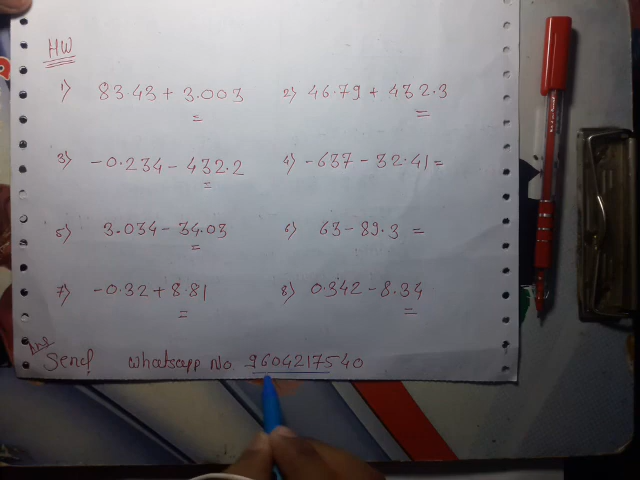 HW
1) 83.43 + 3.003 =
2) 46.79 + 432.3 =
3) -0.234 - 432.2 =
4) -637 - 32.41 =
5) 3.034 - 34.03 =
6) 63 - 89.3 =
7) -0.32 + 8.81 =
8) 0.342 - 8.34 =
Ans
Send whatsapp No 9604217540